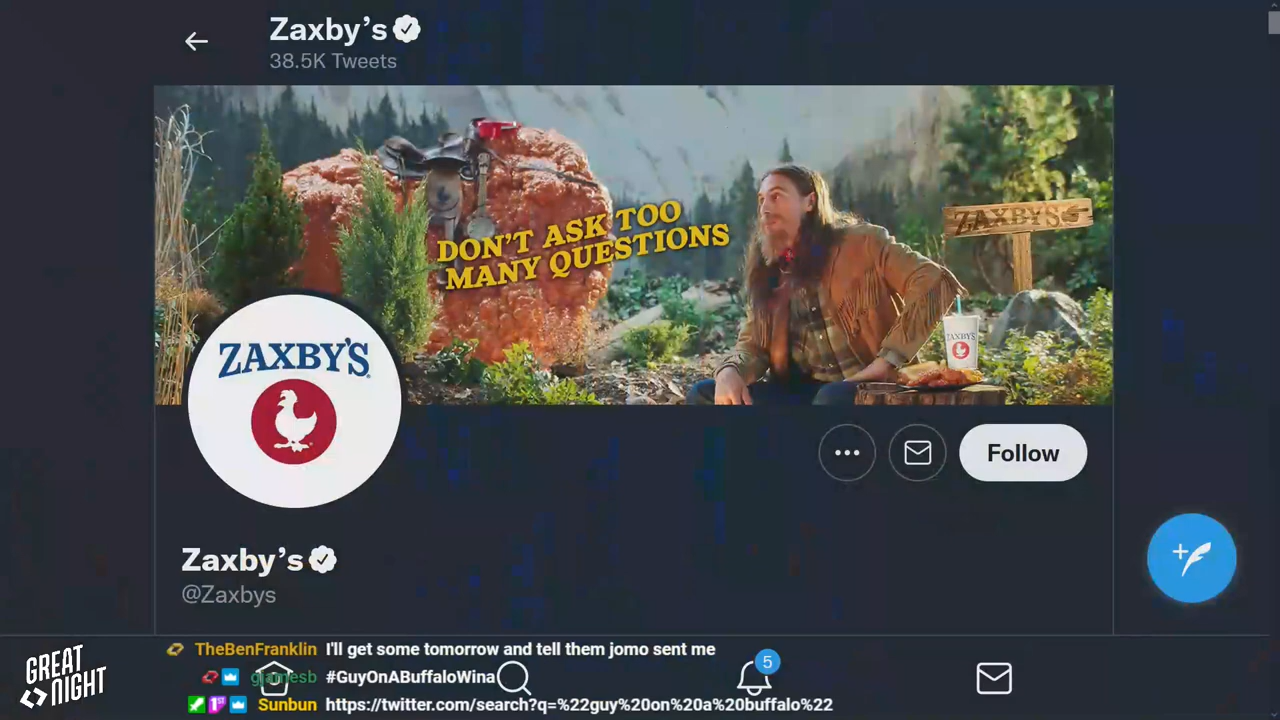 Zaxby's
38.5K Tweets
DON'T ASK TOO
MANY QUESTIONS
ZAXBYS
ZAXBY'S
ZAXBY'S
Follow
Zaxby's
@Zaxbys
TheBenFranklin I'll get some tomorrow and tell them jomo sent me
gjamesb #GuyOnABuffaloWina
5
Sunbun https://twitter.com/search?q=%22guy%20on%20a%20buffalo%22
GREAT
NIGHT